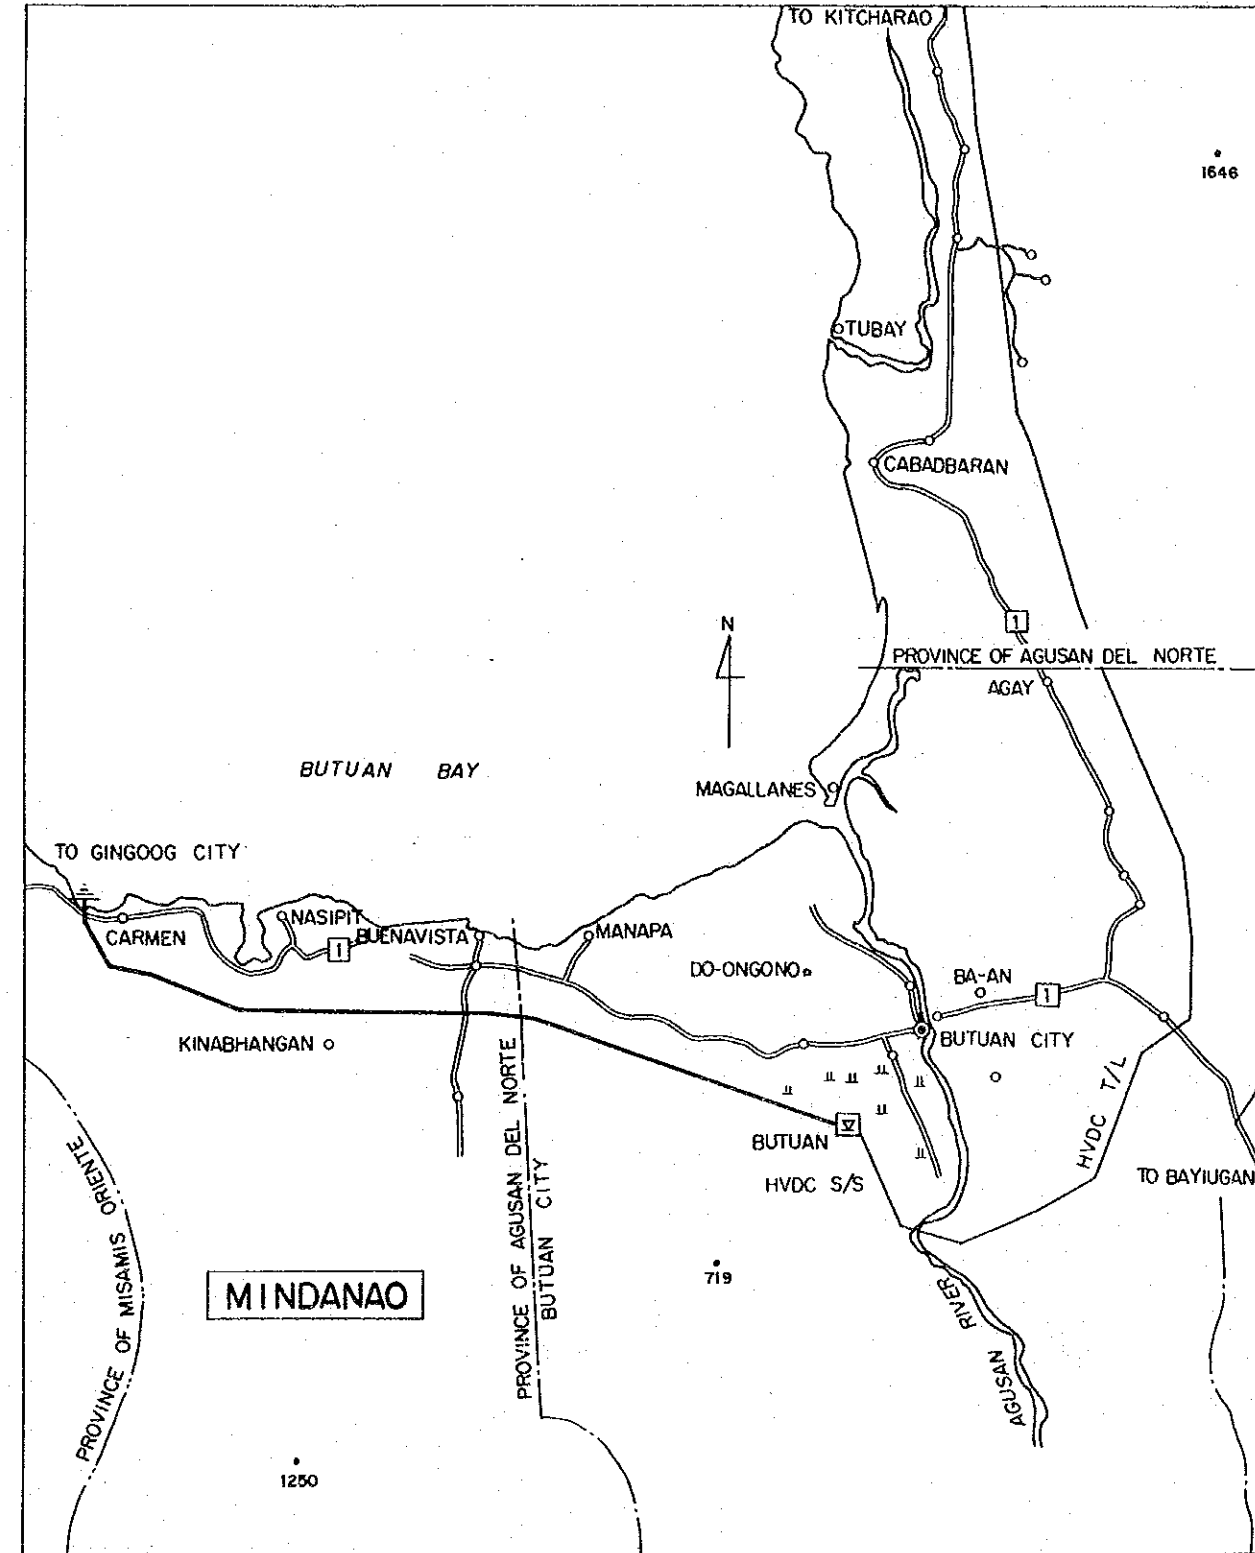 TO KITCHARAO
1646
TUBAY
CABADBARAN
1
N
PROVINCE OF AGUSAN DEL NORTE
AGAY
BUTUAN BAY
MAGALLANES
TO GINGOOG CITY
NASIPIT
CARMEN
1
BUENAVISTA
MANAPA
DO-ONGONO
BA-AN
1
KINABHANGAN
BUTUAN CITY
HVDC T/L
BUTUAN
HVDC S/S
TO BAYIUGAN
PROVINCE OF MISAMIS ORIENTE
PROVINCE OF AGUSAN DEL NORTE
BUTUAN CITY
719
MINDANAO
AGUSAN RIVER
1250